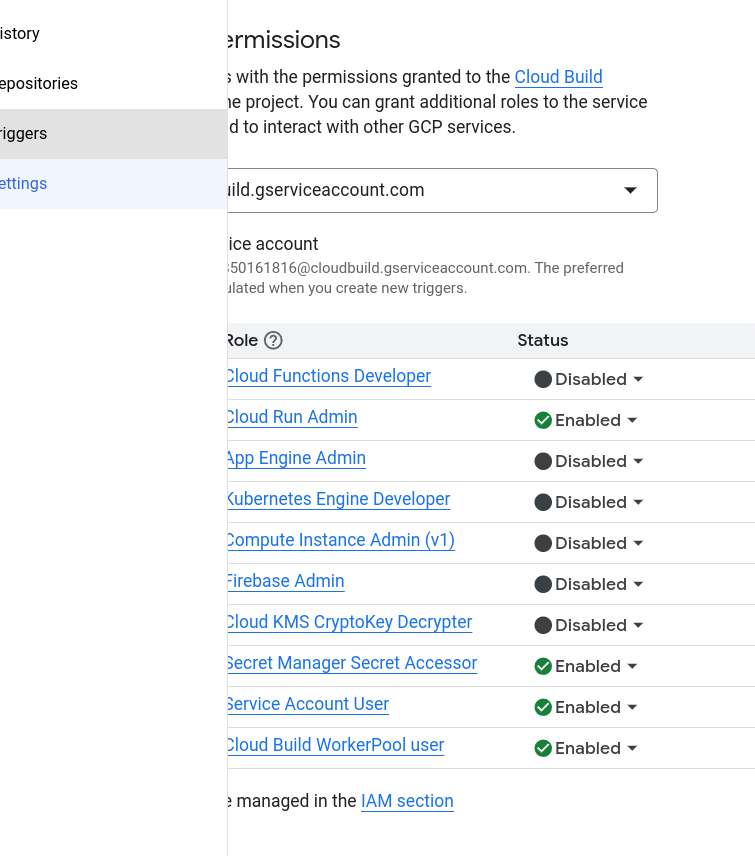 istory
epositories
riggers
ettings
ermissions
s with the permissions granted to the Cloud Build
e project. You can grant additional roles to the service
d to interact with other GCP services.
uild.gserviceaccount.com
ice account
350161816@cloudbuild.gserviceaccount.com. The preferred
ulated when you create new triggers.
Role ? Status
Cloud Functions Developer Disabled
Cloud Run Admin Enabled
App Engine Admin Disabled
Kubernetes Engine Developer Disabled
Compute Instance Admin (v1) Disabled
Firebase Admin Disabled
Cloud KMS CryptoKey Decrypter Disabled
Secret Manager Secret Accessor Enabled
Service Account User Enabled
Cloud Build WorkerPool user Enabled
e managed in the IAM section